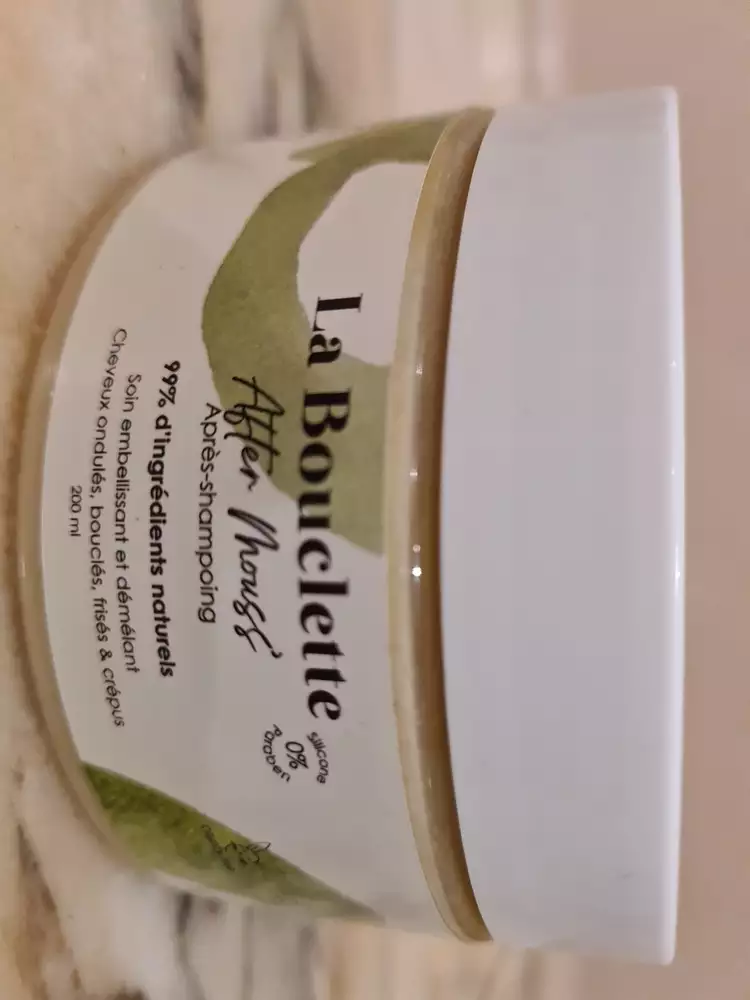 La Bouclette
After Mouss'
Après-shampoing
99% d'ingrédients naturels
Soin embellissant et démêlant
Cheveux ondulés, bouclés, frisés & crépus
200 ml
silicone
0%
paraben